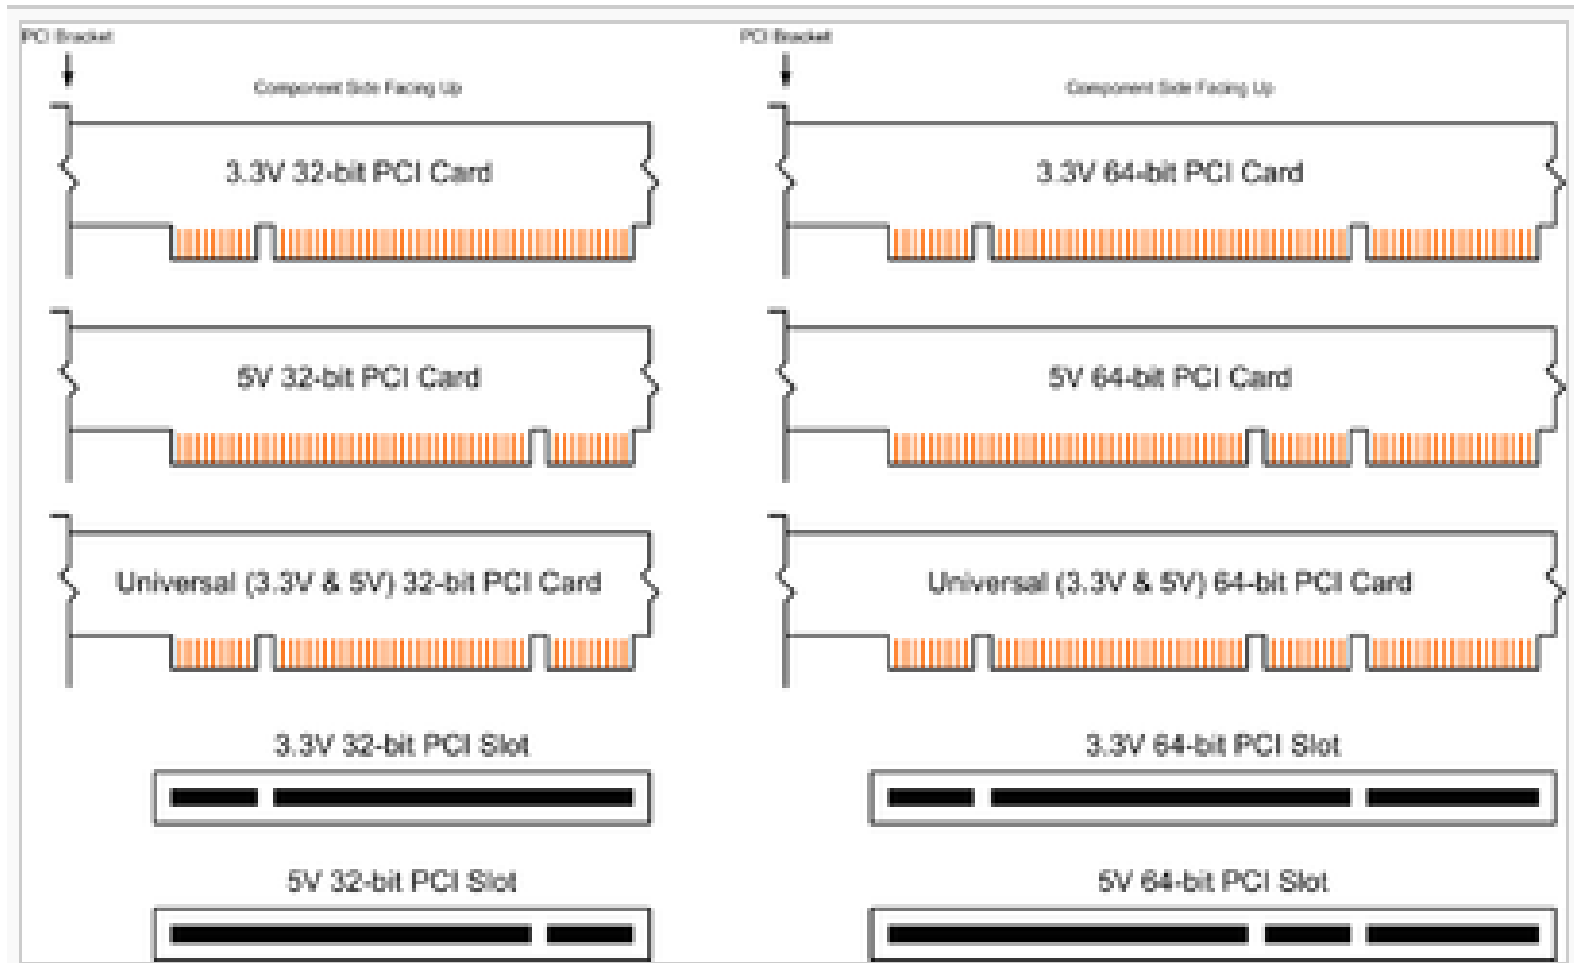 PCI Bracket
PCI Bracket
Component Side Facing Up
Component Side Facing Up
3.3V 32-bit PCI Card
3.3V 64-bit PCI Card
5V 32-bit PCI Card
5V 64-bit PCI Card
Universal (3.3V & 5V) 32-bit PCI Card
Universal (3.3V & 5V) 64-bit PCI Card
3.3V 32-bit PCI Slot
3.3V 64-bit PCI Slot
5V 32-bit PCI Slot
5V 64-bit PCI Slot